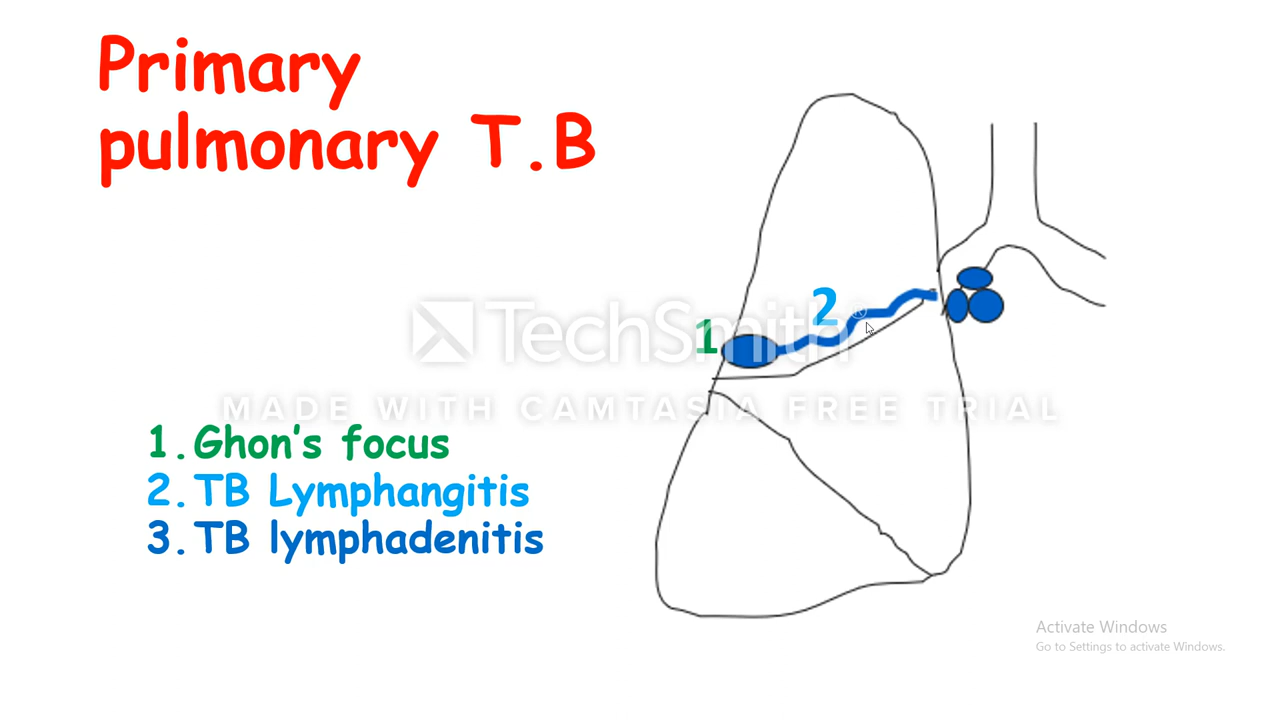 Primary
pulmonary T.B
1
2
TechSmith®
MADE WITH CAMTASIA FREE TRIAL
1. Ghon's focus
2. TB Lymphangitis
3. TB lymphadenitis
Activate Windows
Go to Settings to activate Windows.